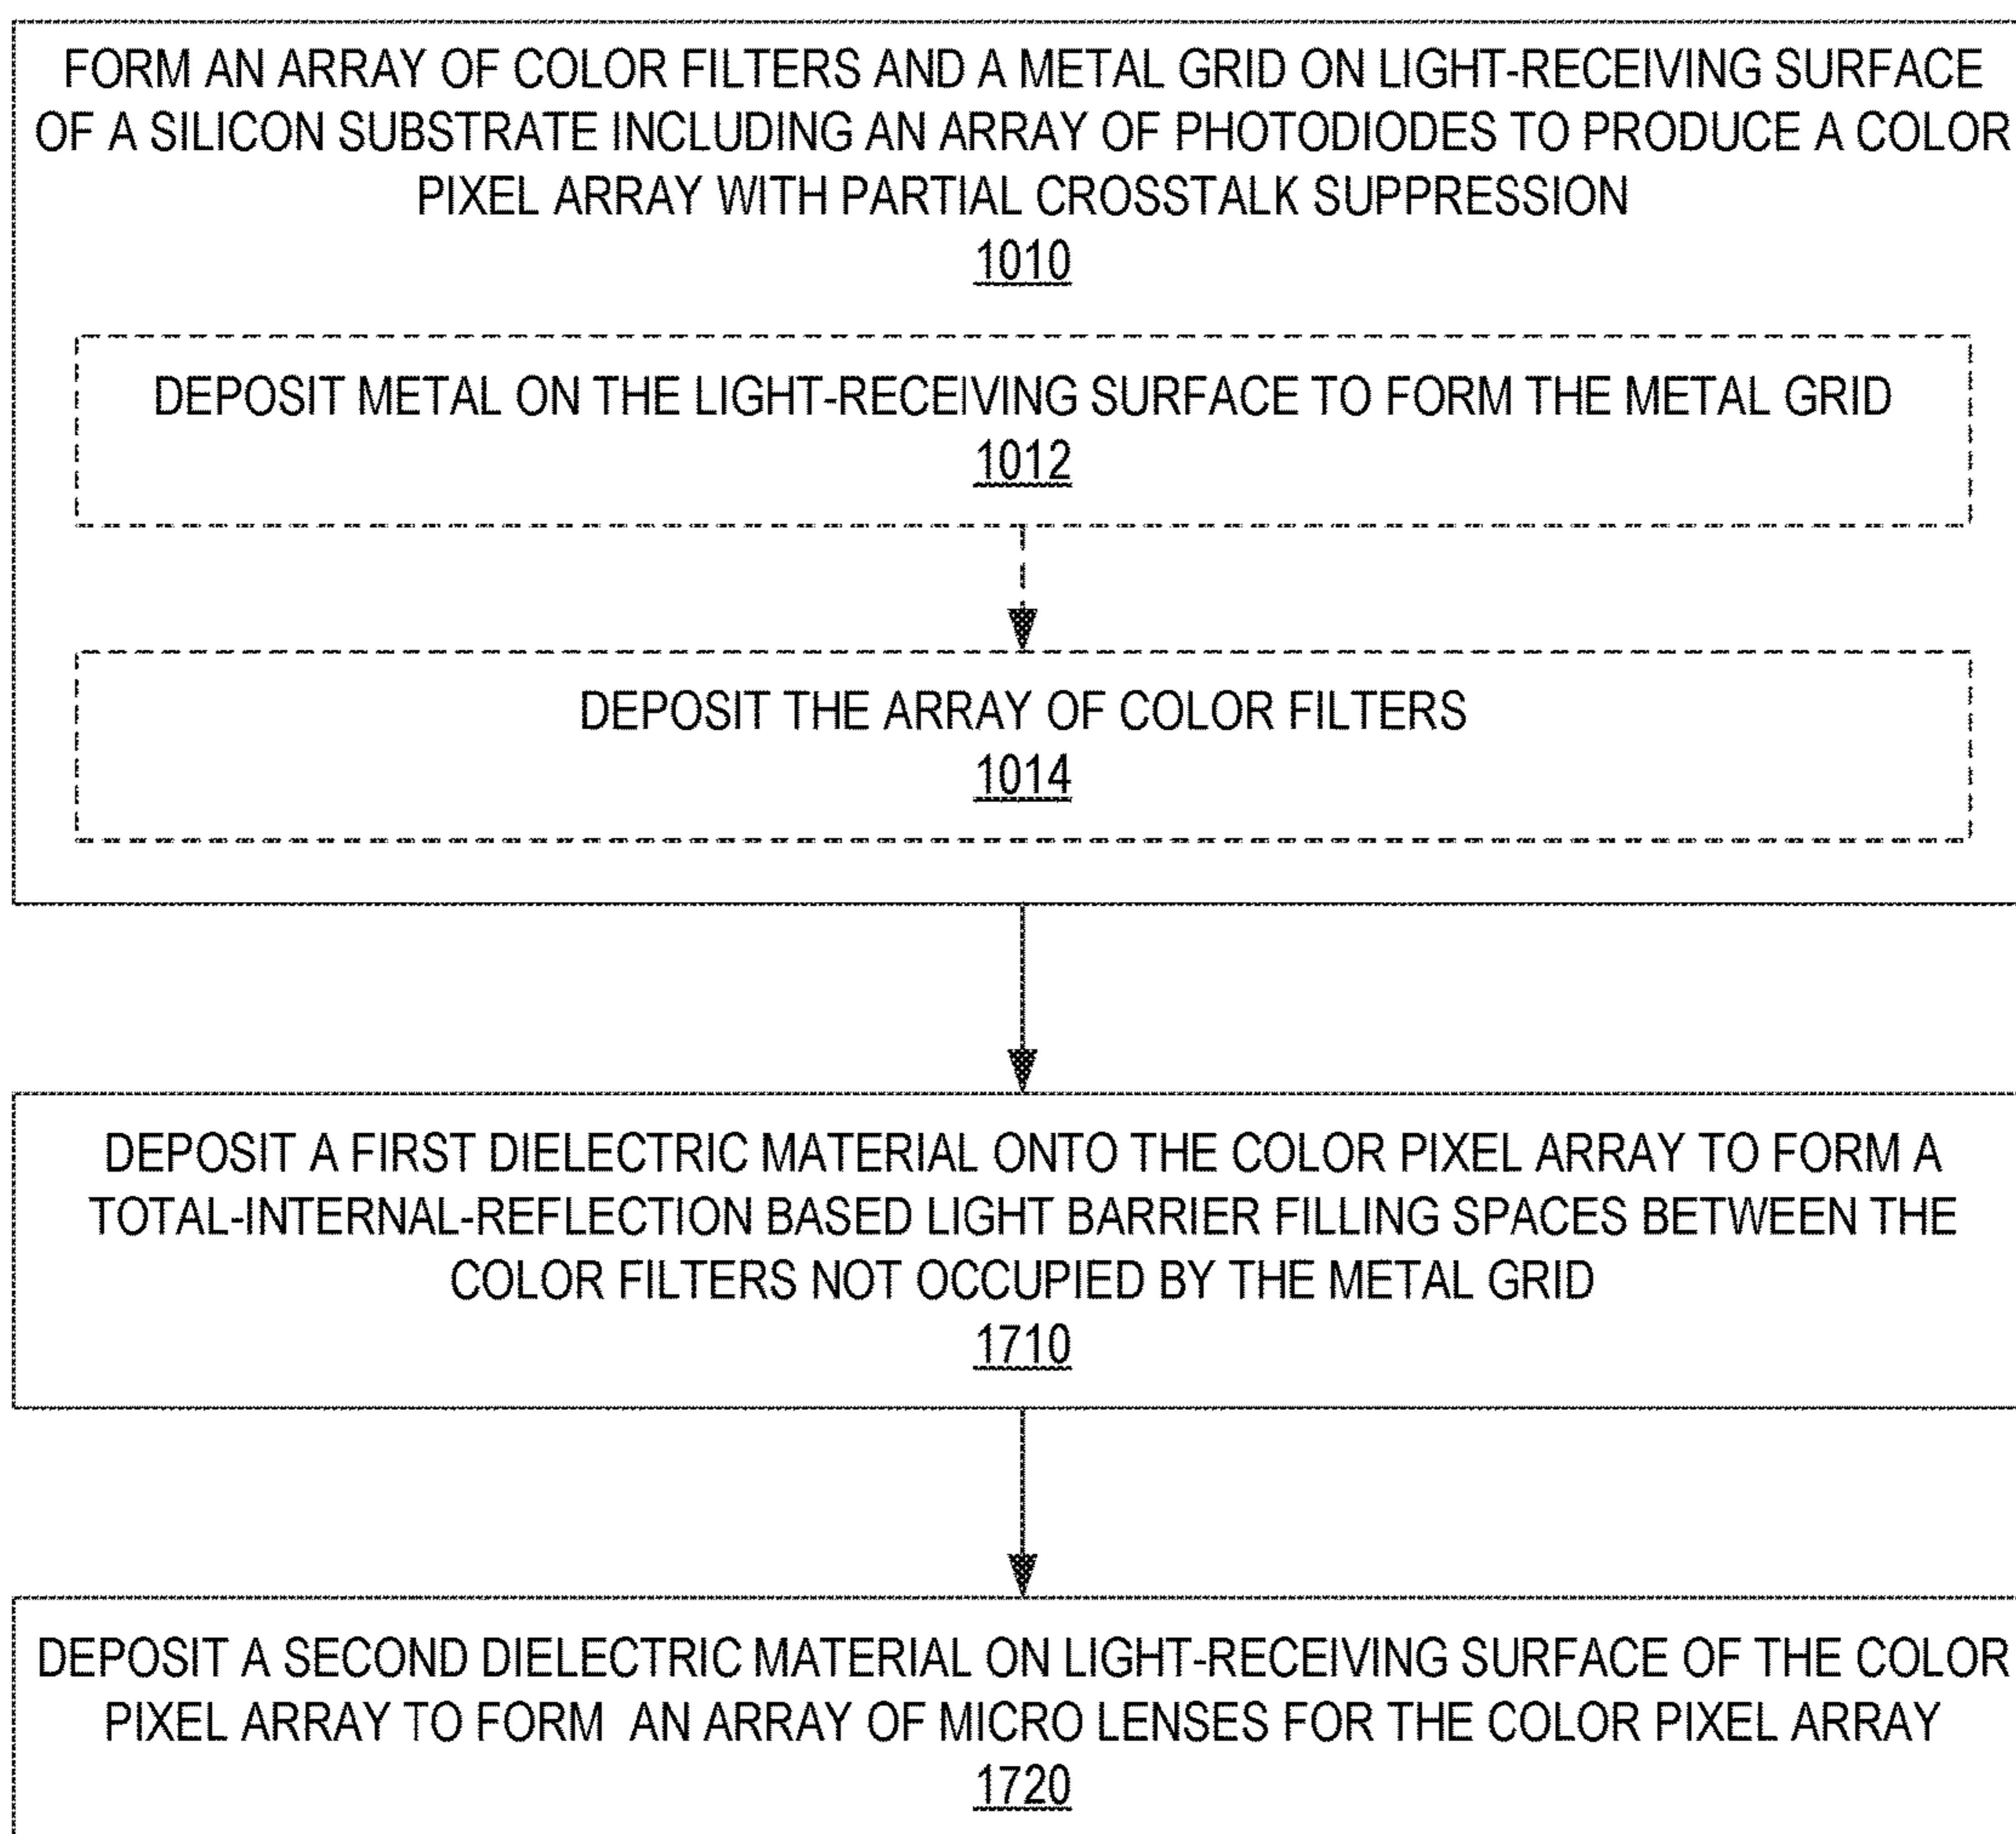 FORM AN ARRAY OF COLOR FILTERS AND A METAL GRID ON LIGHT-RECEIVING SURFACE
OF A SILICON SUBSTRATE INCLUDING AN ARRAY OF PHOTODIODES TO PRODUCE A COLOR
PIXEL ARRAY WITH PARTIAL CROSSTALK SUPPRESSION
1010
DEPOSIT METAL ON THE LIGHT-RECEIVING SURFACE TO FORM THE METAL GRID
1012
DEPOSIT THE ARRAY OF COLOR FILTERS
1014
DEPOSIT A FIRST DIELECTRIC MATERIAL ONTO THE COLOR PIXEL ARRAY TO FORM A
TOTAL-INTERNAL-REFLECTION BASED LIGHT BARRIER FILLING SPACES BETWEEN THE
COLOR FILTERS NOT OCCUPIED BY THE METAL GRID
1710
DEPOSIT A SECOND DIELECTRIC MATERIAL ON LIGHT-RECEIVING SURFACE OF THE COLOR
PIXEL ARRAY TO FORM AN ARRAY OF MICRO LENSES FOR THE COLOR PIXEL ARRAY
1720